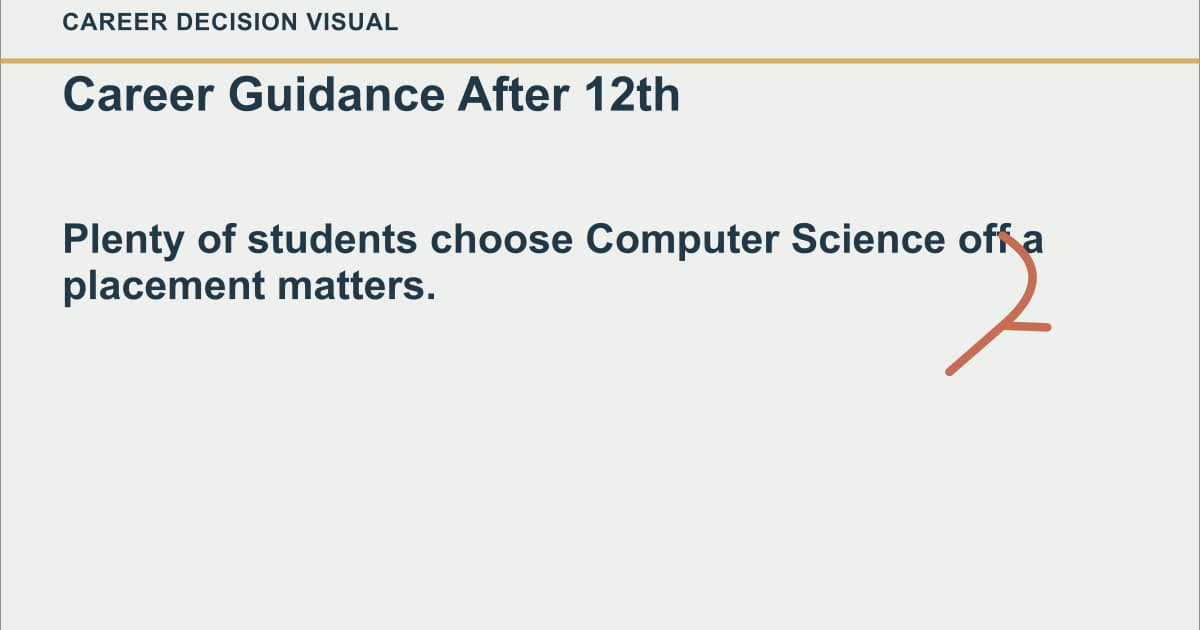 CAREER DECISION VISUAL
Career Guidance After 12th
Plenty of students choose Computer Science off a
placement matters.